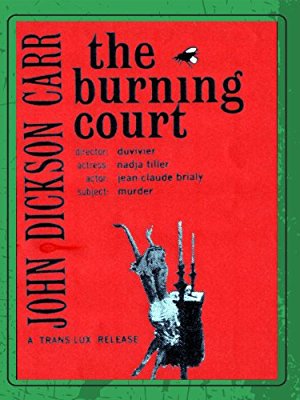 JOHN DICKSON CARR
the
burning
court
director: duvivier
actress: nadja tiller
actor: jean claude brialy
subject: murder
A TRANS LUX RELEASE